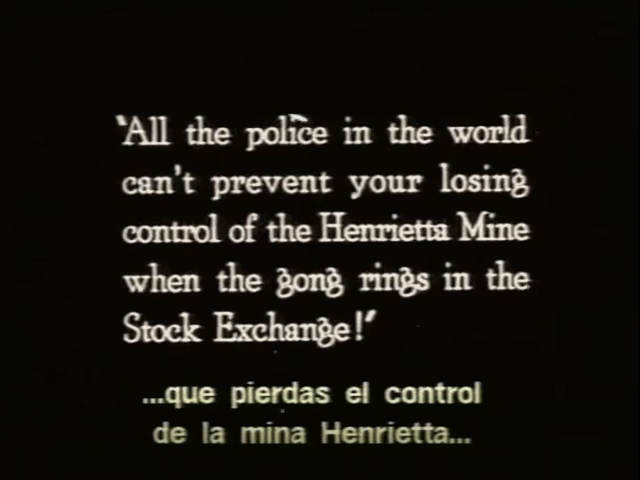 "All the police in the world
can't prevent your losing
control of the Henrietta Mine
when the gong rings in the
Stock Exchange!"
...que pierdas el control
de la mina Henrietta...